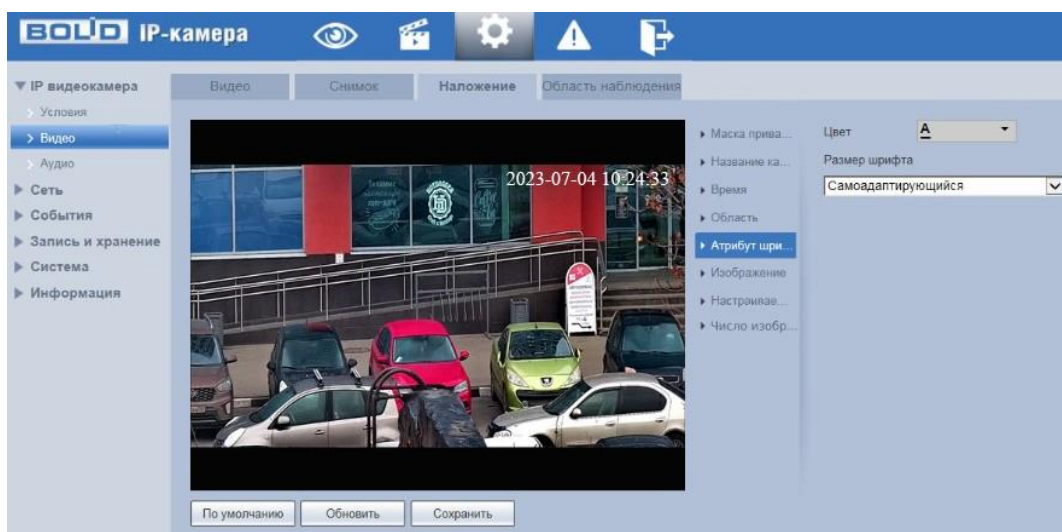 BOLID IP-камера
IP видеокамера
Условия
Видео
Аудио
Сеть
События
Запись и хранение
Система
Информация
Видео Снимок Наложение Область наблюдения
2023-07-04 10:24:33
Маска прива...
Название ка...
Время
Область
Атрибут шри...
Изображение
Настраивае...
Число изобр...
Цвет A
Размер шрифта
Самоадаптирующийся
По умолчанию Обновить Сохранить